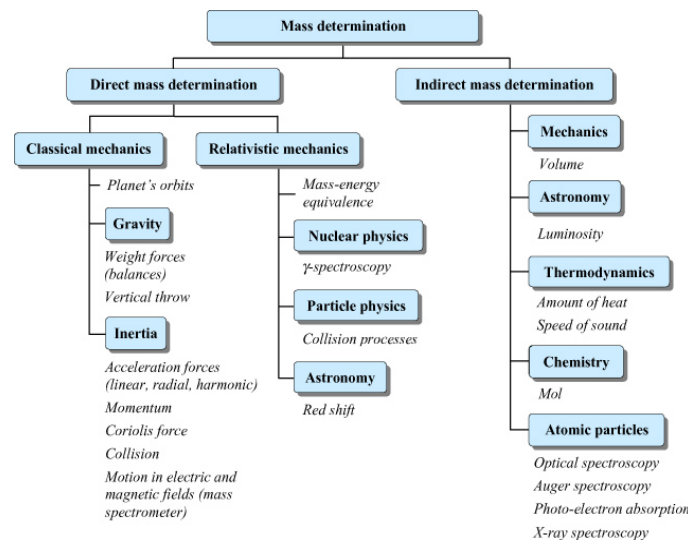 Mass determination
Direct mass determination
Indirect mass determination
Classical mechanics
Planet's orbits
Gravity
Weight forces
(balances)
Vertical throw
Inertia
Acceleration forces
(linear, radial, harmonic)
Momentum
Coriolis force
Collision
Motion in electric and
magnetic fields (mass
spectrometer)
Relativistic mechanics
Mass-energy
equivalence
Nuclear physics
γ-spectroscopy
Particle physics
Collision processes
Astronomy
Red shift
Mechanics
Volume
Astronomy
Luminosity
Thermodynamics
Amount of heat
Speed of sound
Chemistry
Mol
Atomic particles
Optical spectroscopy
Auger spectroscopy
Photo-electron absorption
X-ray spectroscopy